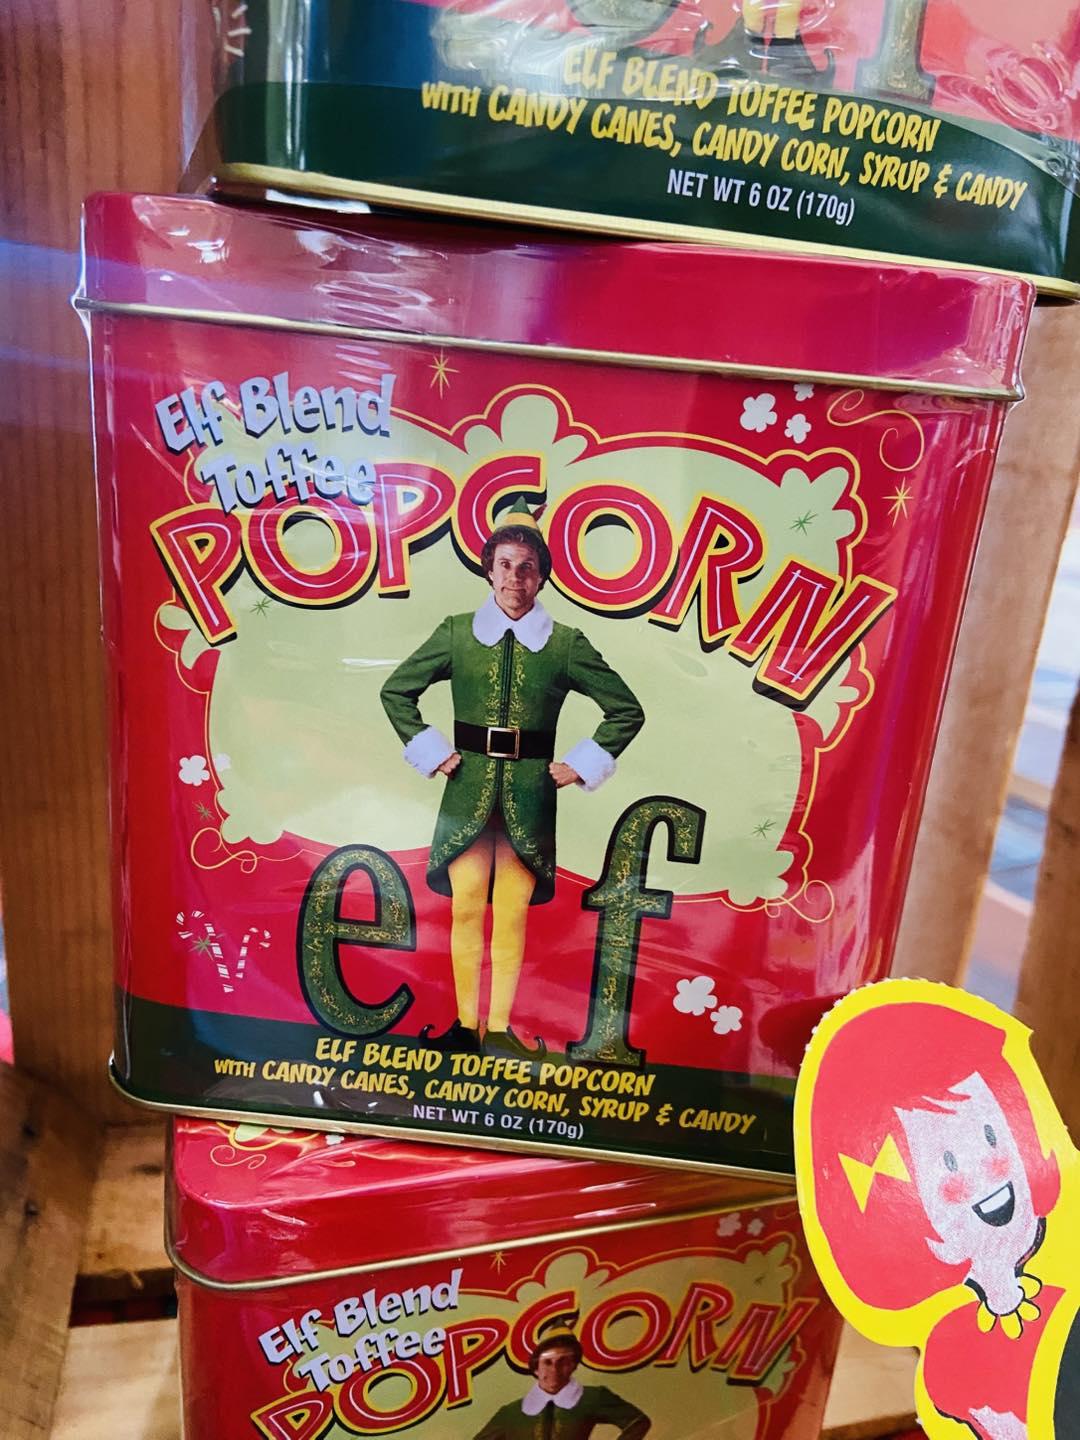 ELF BLEND TOFFEE POPCORN
WITH CANDY CANES, CANDY CORN, SYRUP & CANDY
NET WT 6 OZ (170g)
Elf Blend
Toffee
POPCORN
elf
ELF BLEND TOFFEE POPCORN
WITH CANDY CANES, CANDY CORN, SYRUP & CANDY
NET WT 6 OZ (170g)
Elf Blend
Toffee
POPCORN